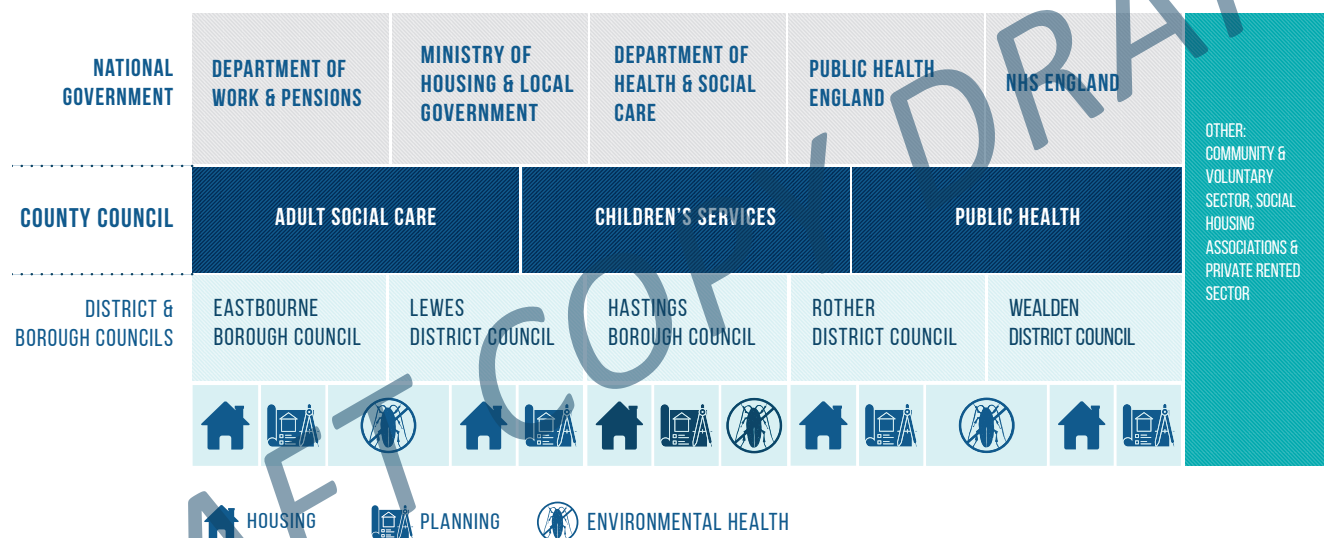 NATIONAL
GOVERNMENT
DEPARTMENT OF
WORK & PENSIONS
MINISTRY OF
HOUSING & LOCAL
GOVERNMENT
DEPARTMENT OF
HEALTH & SOCIAL
CARE
PUBLIC HEALTH
ENGLAND
NHS ENGLAND
OTHER:
COMMUNITY &
VOLUNTARY
SECTOR, SOCIAL
HOUSING
ASSOCIATIONS &
PRIVATE RENTED
SECTOR
COUNTY COUNCIL
ADULT SOCIAL CARE
CHILDREN'S SERVICES
PUBLIC HEALTH
DISTRICT &
BOROUGH COUNCILS
EASTBOURNE
BOROUGH COUNCIL
LEWES
DISTRICT COUNCIL
HASTINGS
BOROUGH COUNCIL
ROTHER
DISTRICT COUNCIL
WEALDEN
DISTRICT COUNCIL
HOUSING
PLANNING
ENVIRONMENTAL HEALTH
AFT COPY DRA